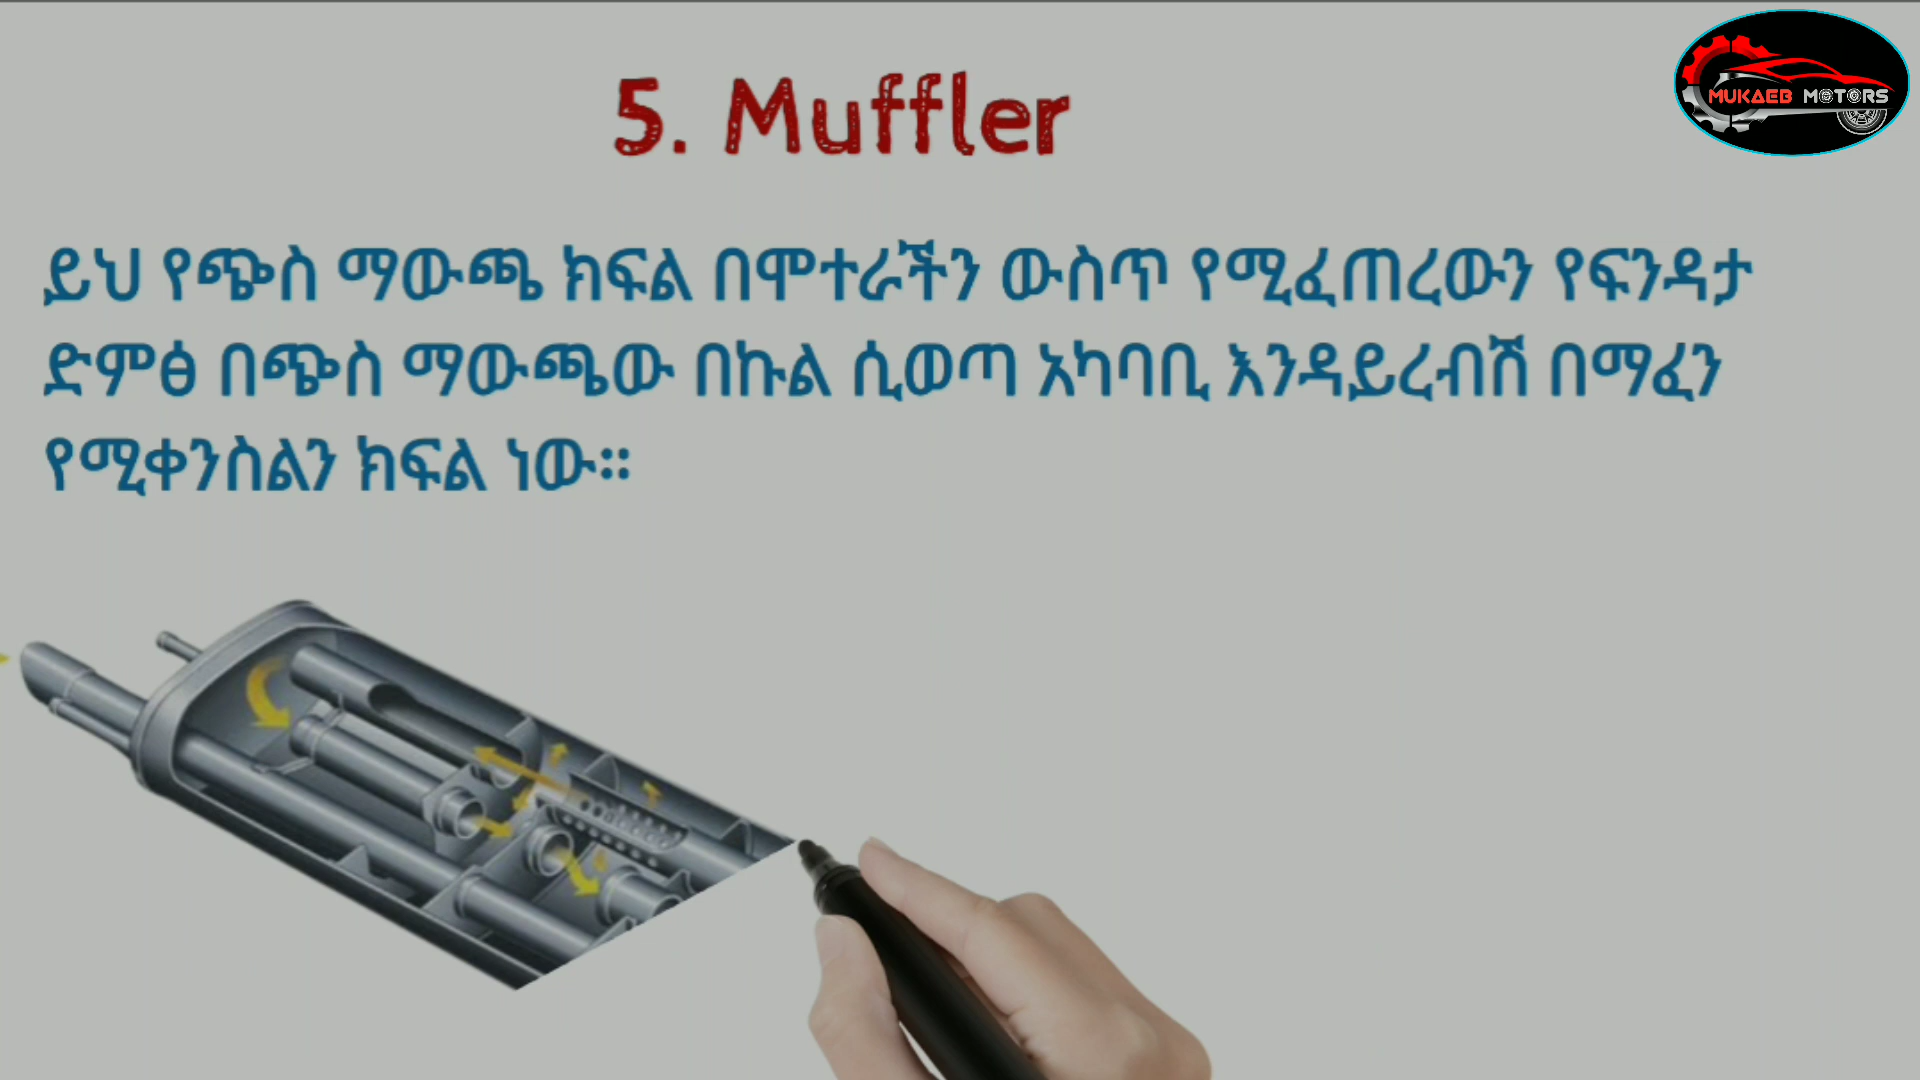 5. Muffler
MUKAEB MOTORS
ይህ የጭስ ማውጫ ክፍል በሞተራችን ውስጥ የሚፈጠረውን የፍንዳታ
ድምፅ በጭስ ማውጫው በኩል ሲወጣ አካባቢ እንዳይረብሽ በማፈን
የሚቀንስልን ክፍል ነው።